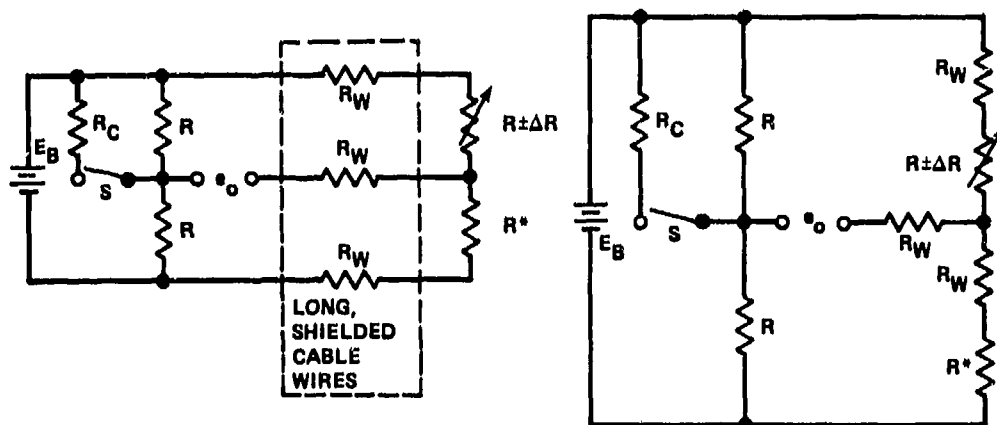 R_W
R_C
R
R±ΔR
E_B
R_W
S
e_o
R
R*
R_W
LONG,
SHIELDED
CABLE
WIRES
R_W
R_C
R
R±ΔR
E_B
S
e_o
R_W
R_W
R
R*